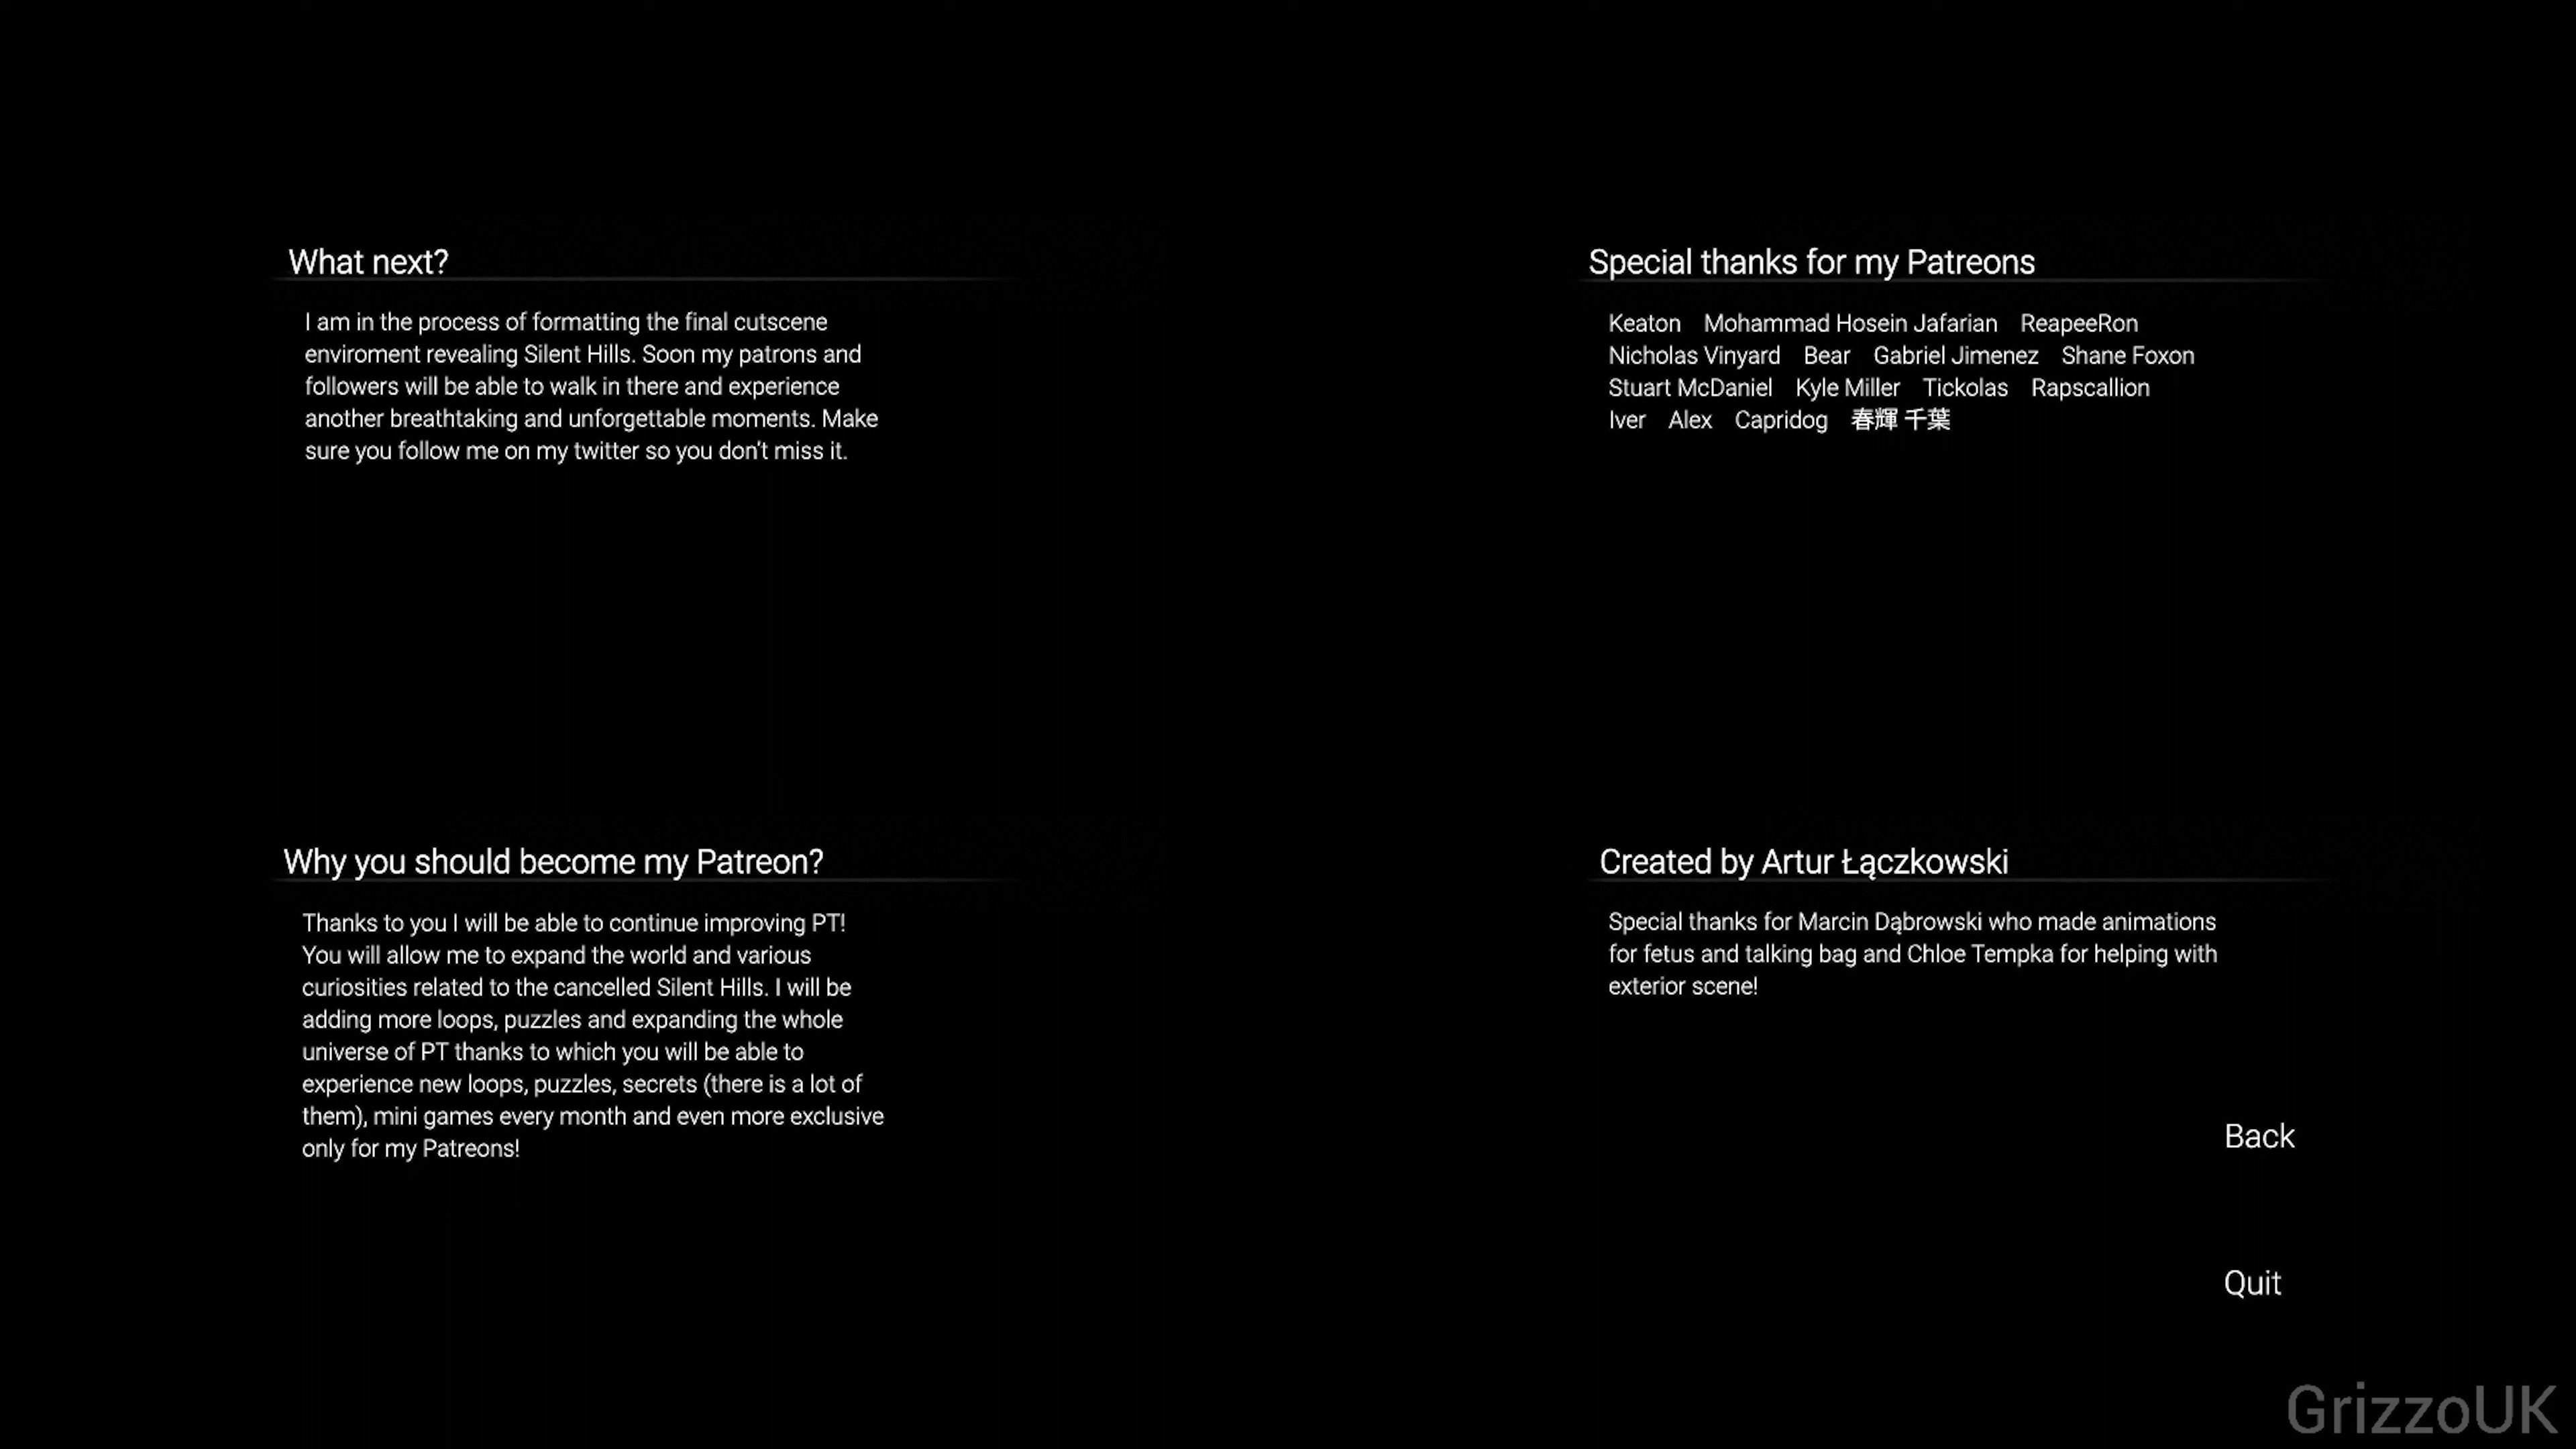 What next?
I am in the process of formatting the final cutscene
enviroment revealing Silent Hills. Soon my patrons and
followers will be able to walk in there and experience
another breathtaking and unforgettable moments. Make
sure you follow me on my twitter so you don't miss it.
Special thanks for my Patreons
Keaton Mohammad Hosein Jafarian ReapeeRon
Nicholas Vinyard Bear Gabriel Jimenez Shane Foxon
Stuart McDaniel Kyle Miller Tickolas Rapscallion
Iver Alex Capridog 春輝 千葉
Why you should become my Patreon?
Thanks to you I will be able to continue improving PT!
You will allow me to expand the world and various
curiosities related to the cancelled Silent Hills. I will be
adding more loops, puzzles and expanding the whole
universe of PT thanks to which you will be able to
experience new loops, puzzles, secrets (there is a lot of
them), mini games every month and even more exclusive
only for my Patreons!
Created by Artur Łączkowski
Special thanks for Marcin Dąbrowski who made animations
for fetus and talking bag and Chloe Tempka for helping with
exterior scene!
Back
Quit
GrizzoUK